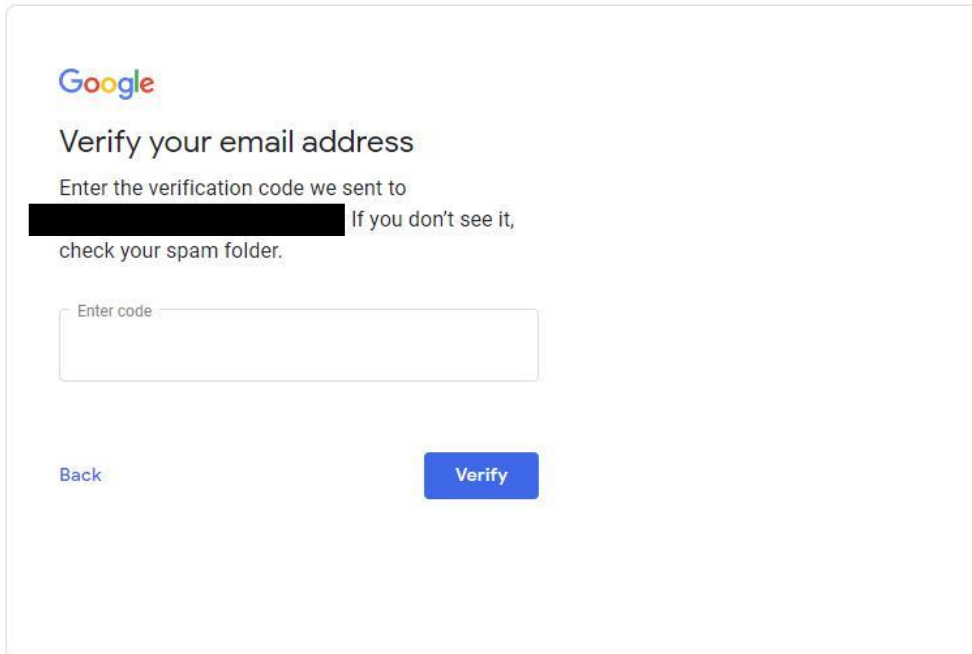 Google
Verify your email address
Enter the verification code we sent to
If you don't see it,
check your spam folder.
Enter code
Back
Verify